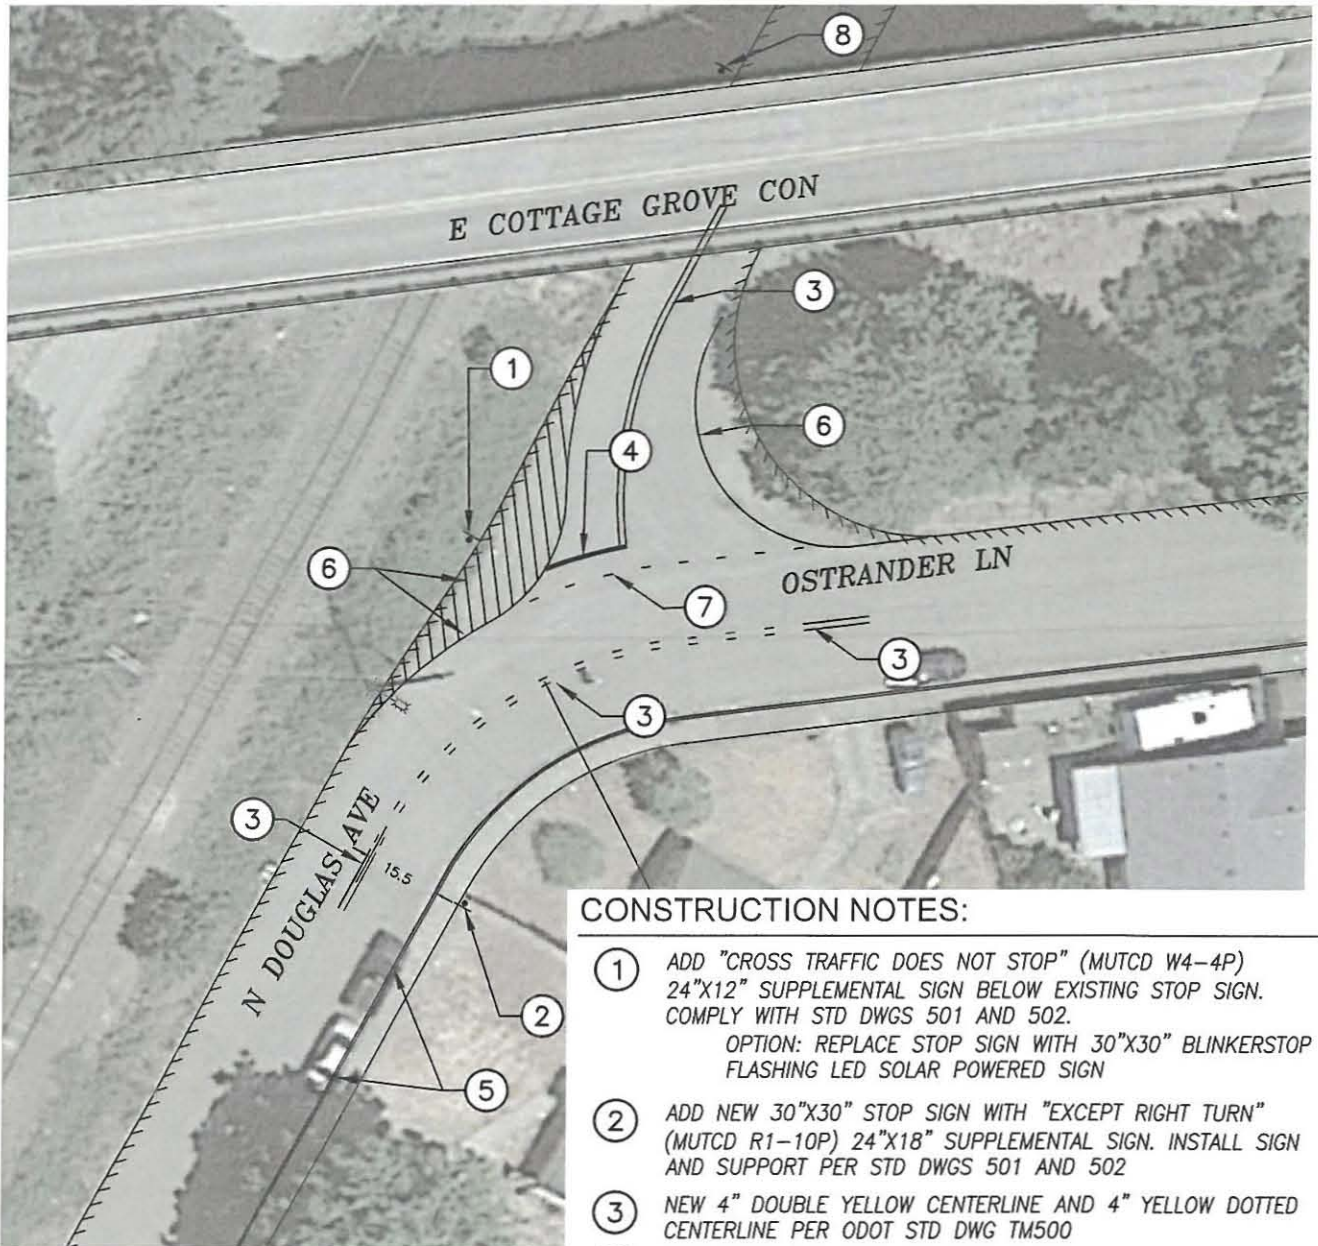 8
E COTTAGE GROVE CON
3
1
6
4
6
OSTRANDER LN
7
3
3
3
N DOUGLAS AVE
15.5
2
5
CONSTRUCTION NOTES:
1 ADD "CROSS TRAFFIC DOES NOT STOP" (MUTCD W4-4P)
24"X12" SUPPLEMENTAL SIGN BELOW EXISTING STOP SIGN.
COMPLY WITH STD DWGS 501 AND 502.
OPTION: REPLACE STOP SIGN WITH 30"X30" BLINKERSTOP
FLASHING LED SOLAR POWERED SIGN
2 ADD NEW 30"X30" STOP SIGN WITH "EXCEPT RIGHT TURN"
(MUTCD R1-10P) 24"X18" SUPPLEMENTAL SIGN. INSTALL SIGN
AND SUPPORT PER STD DWGS 501 AND 502
3 NEW 4" DOUBLE YELLOW CENTERLINE AND 4" YELLOW DOTTED
CENTERLINE PER ODOT STD DWG TM500